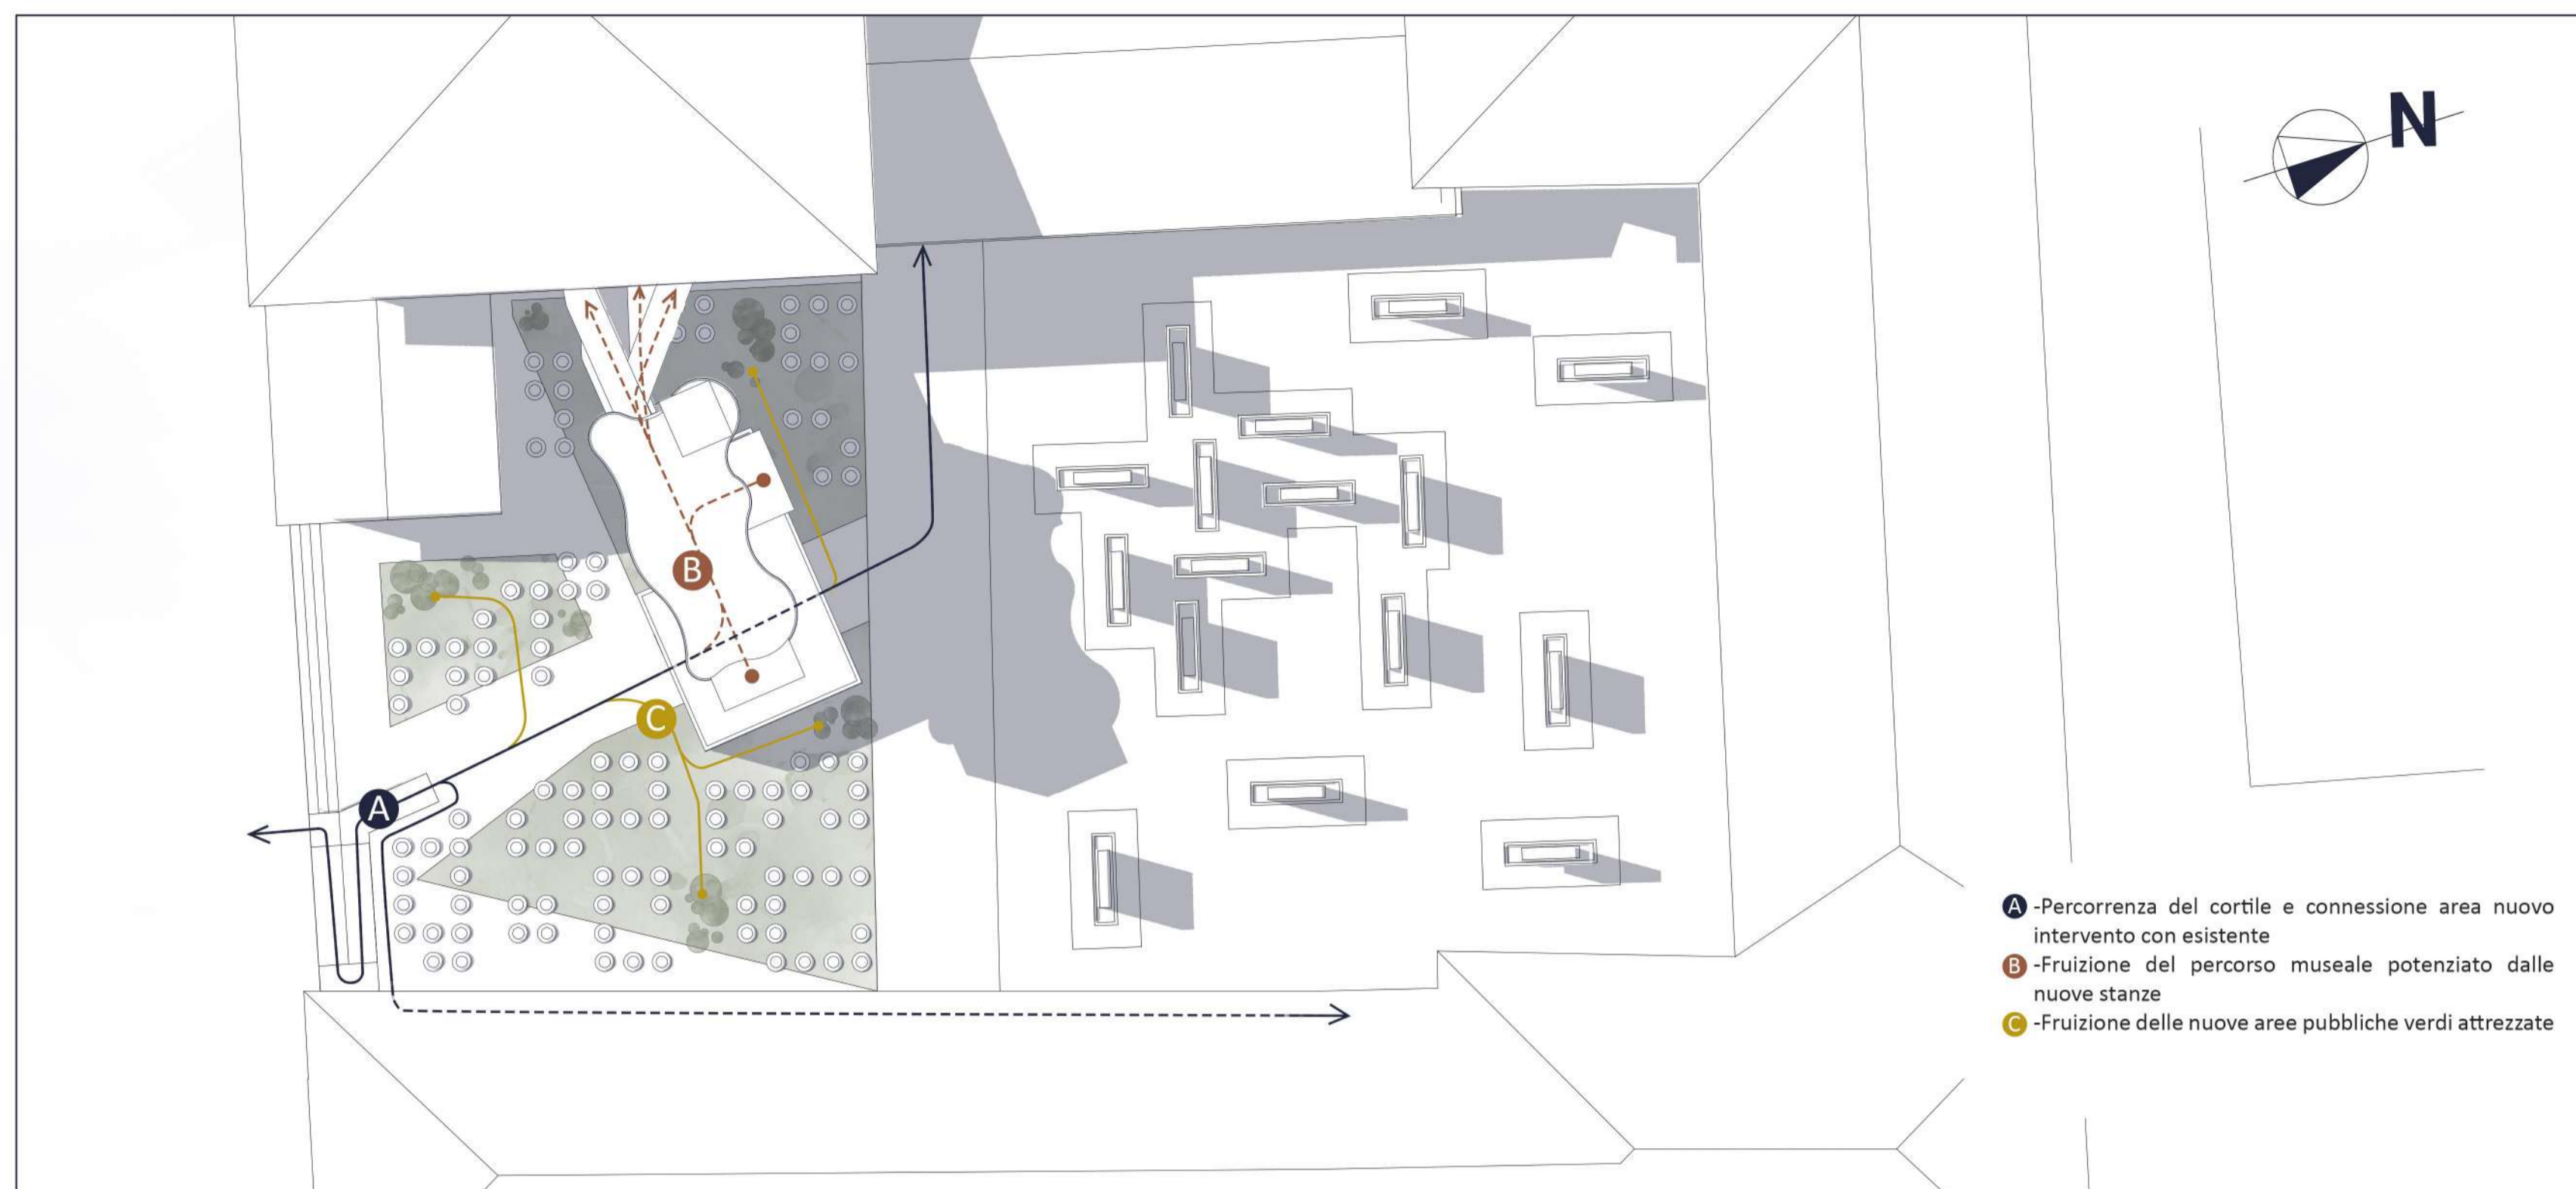 N
B
C
A
A -Percorrenza del cortile e connessione area nuovo
intervento con esistente
B -Fruizione del percorso museale potenziato dalle
nuove stanze
C -Fruizione delle nuove aree pubbliche verdi attrezzate